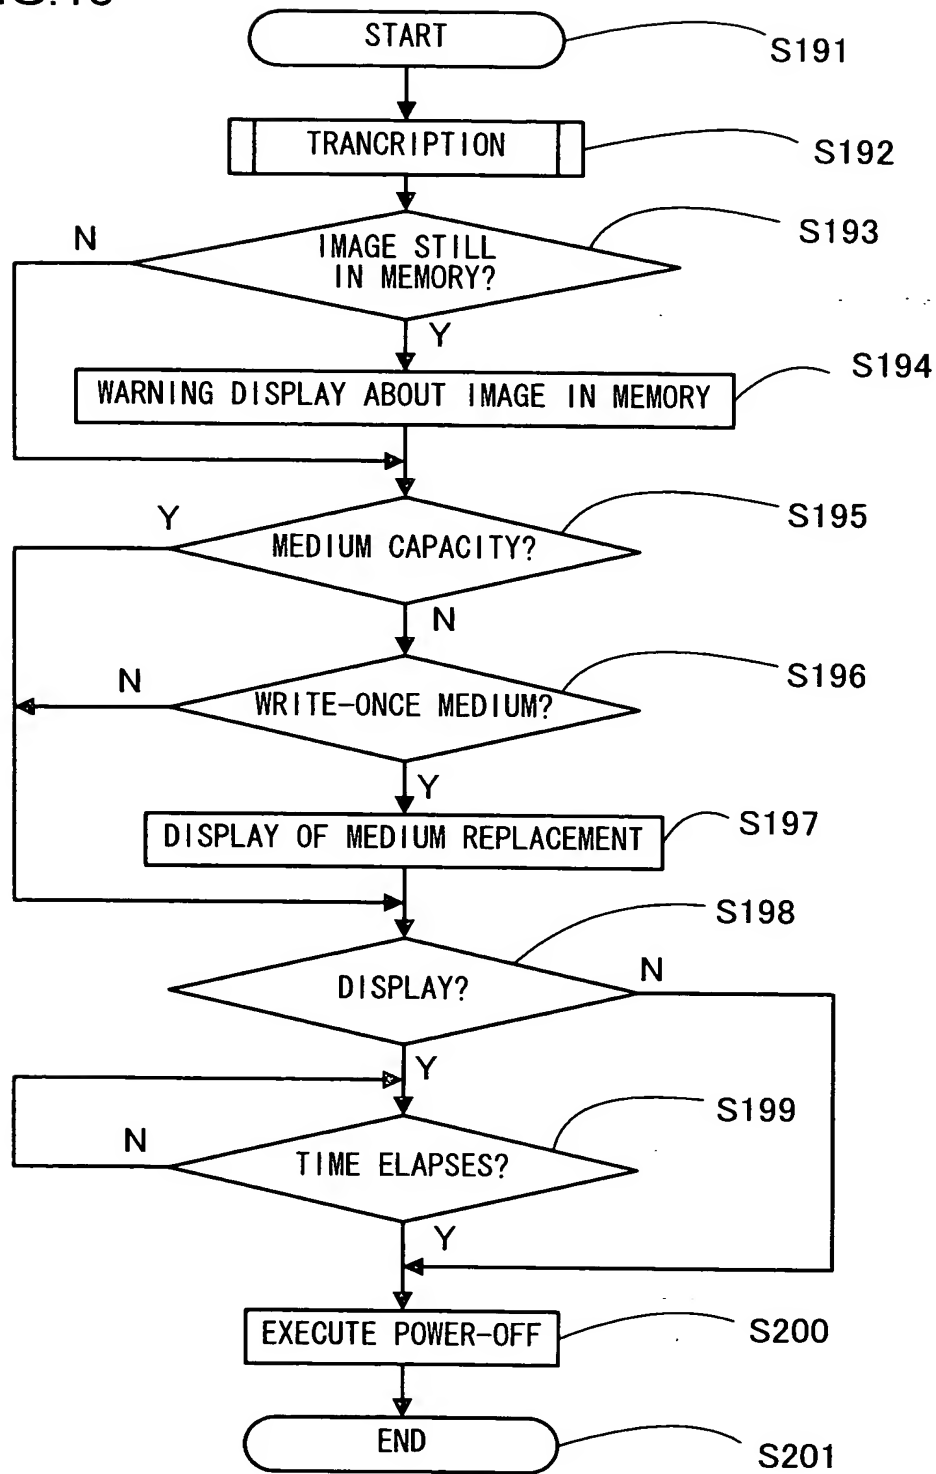 START
S191
TRANCRIPTION
S192
IMAGE STILL
IN MEMORY?
S193
N
Y
WARNING DISPLAY ABOUT IMAGE IN MEMORY
S194
Y
MEDIUM CAPACITY?
S195
N
WRITE-ONCE MEDIUM?
S196
N
Y
DISPLAY OF MEDIUM REPLACEMENT
S197
DISPLAY?
S198
N
Y
TIME ELAPSES?
S199
N
Y
EXECUTE POWER-OFF
S200
END
S201